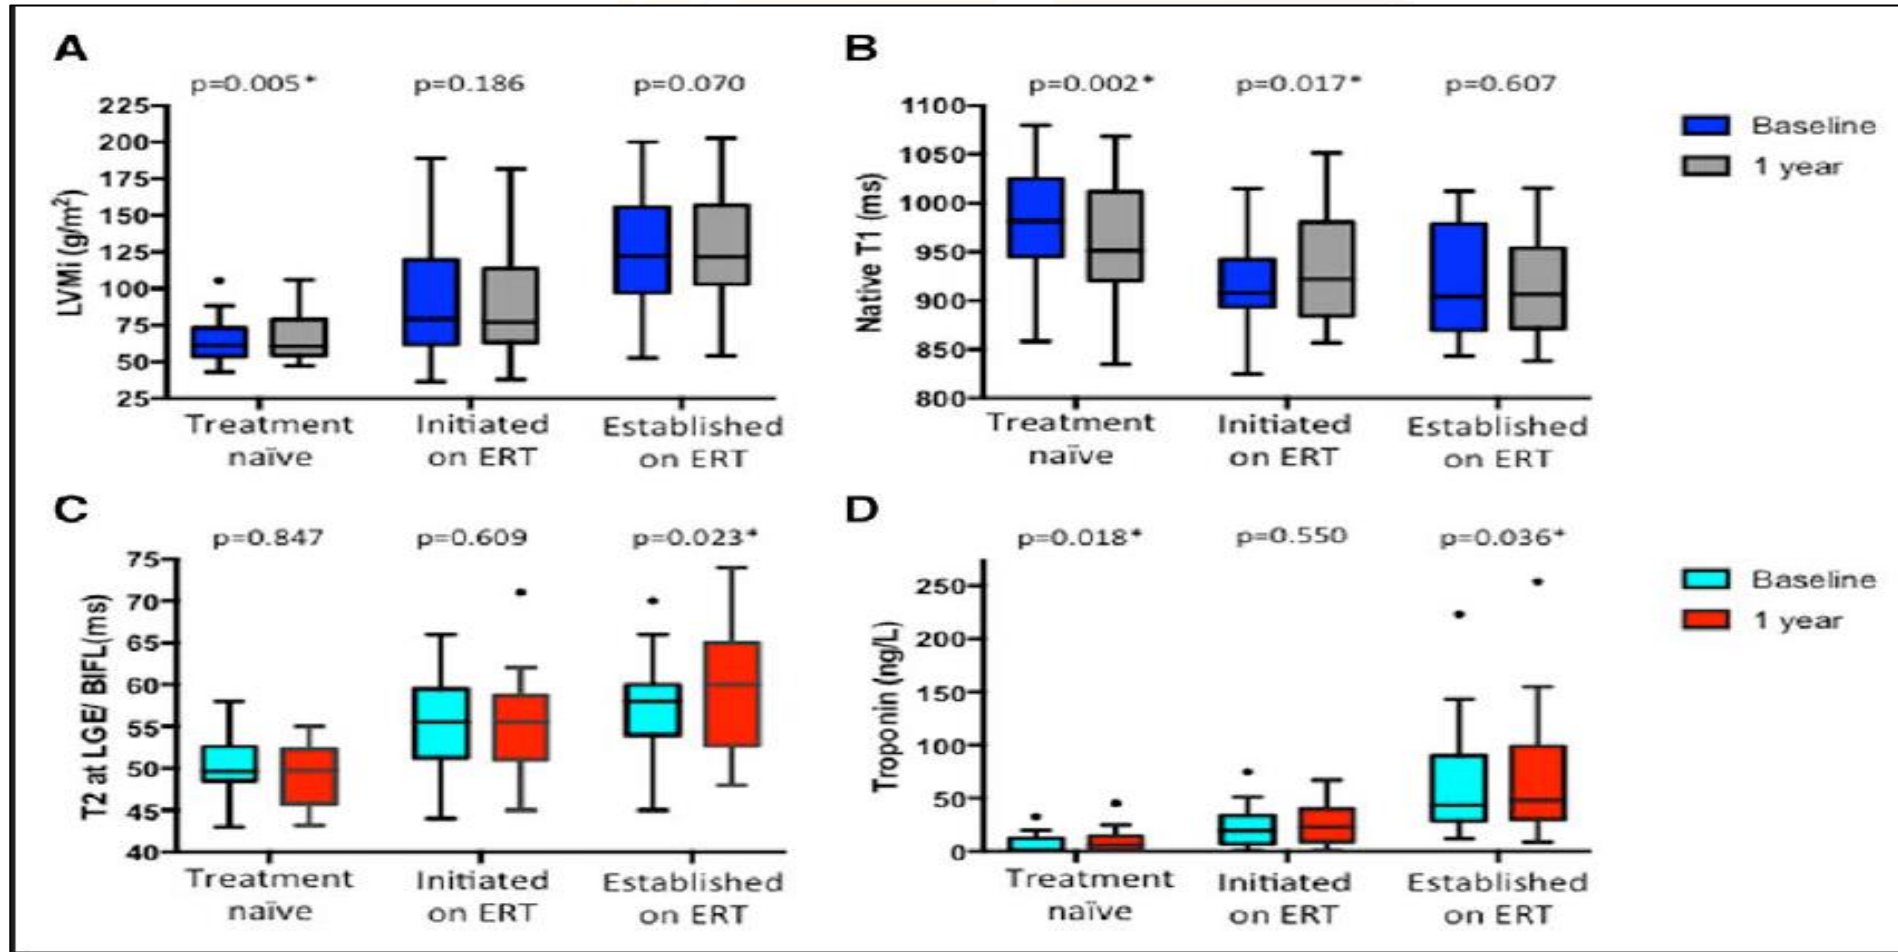 A
p=0.005*
p=0.186
p=0.070
LVMi (g/m²)
225
200
175
150
125
100
75
50
25
Treatment naïve
Initiated on ERT
Established on ERT
B
p=0.002*
p=0.017*
p=0.607
Native T1 (ms)
1100
1050
1000
950
900
850
800
Treatment naïve
Initiated on ERT
Established on ERT
Baseline
1 year
C
p=0.847
p=0.609
p=0.023*
T2 at LGE/ BIFL(ms)
75
70
65
60
55
50
45
40
Treatment naïve
Initiated on ERT
Established on ERT
D
p=0.018*
p=0.550
p=0.036*
Troponin (ng/L)
250
200
150
100
50
0
Treatment naïve
Initiated on ERT
Established on ERT
Baseline
1 year